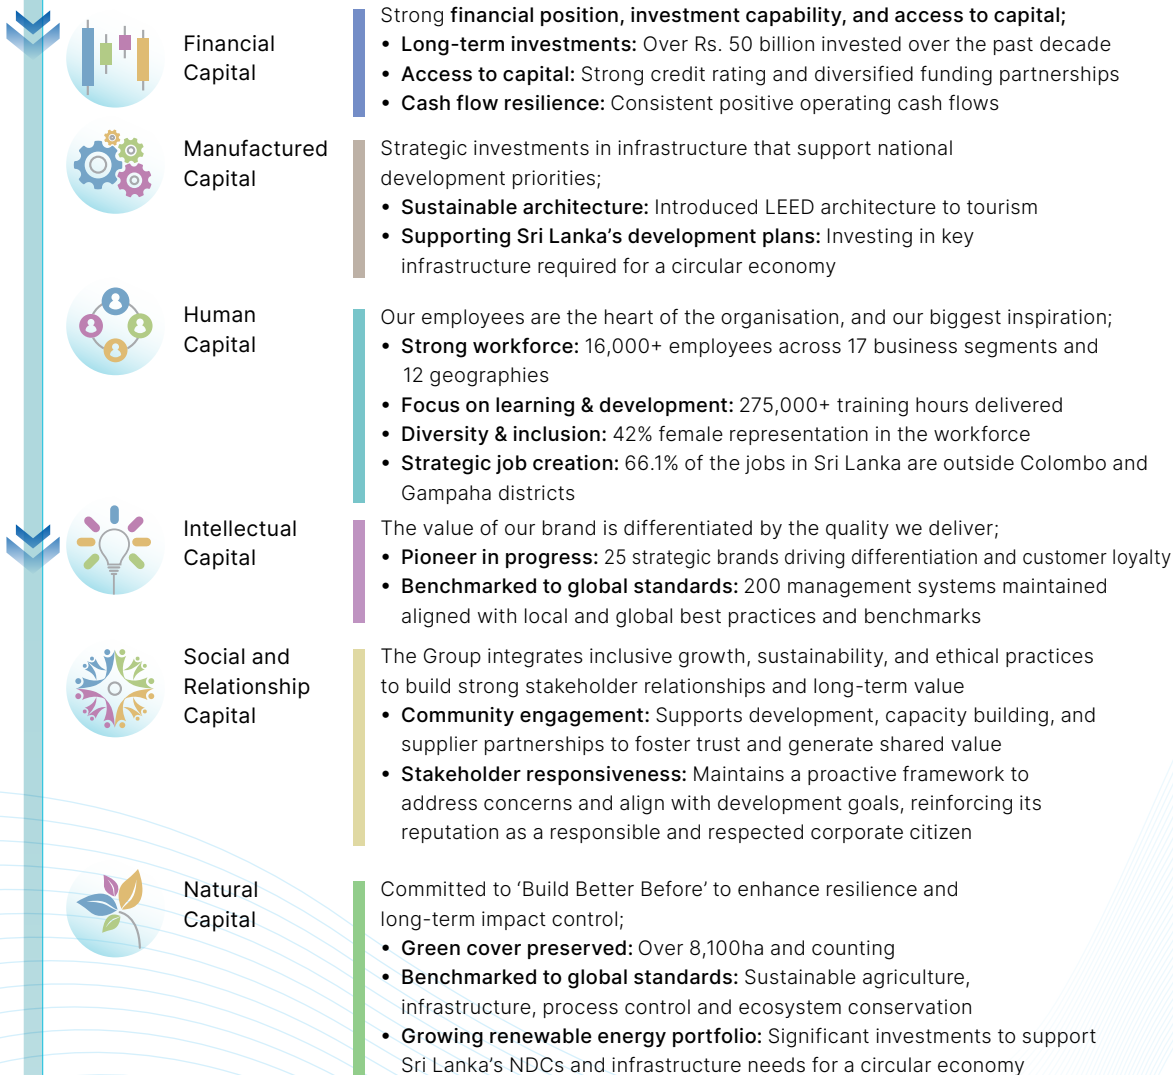 Financial
Capital
Strong financial position, investment capability, and access to capital;
• Long-term investments: Over Rs. 50 billion invested over the past decade
• Access to capital: Strong credit rating and diversified funding partnerships
• Cash flow resilience: Consistent positive operating cash flows
Manufactured
Capital
Strategic investments in infrastructure that support national
development priorities;
• Sustainable architecture: Introduced LEED architecture to tourism
• Supporting Sri Lanka's development plans: Investing in key
infrastructure required for a circular economy
Human
Capital
Our employees are the heart of the organisation, and our biggest inspiration;
• Strong workforce: 16,000+ employees across 17 business segments and
12 geographies
• Focus on learning & development: 275,000+ training hours delivered
• Diversity & inclusion: 42% female representation in the workforce
• Strategic job creation: 66.1% of the jobs in Sri Lanka are outside Colombo and
Gampaha districts
Intellectual
Capital
The value of our brand is differentiated by the quality we deliver;
• Pioneer in progress: 25 strategic brands driving differentiation and customer loyalty
• Benchmarked to global standards: 200 management systems maintained
aligned with local and global best practices and benchmarks
Social and
Relationship
Capital
The Group integrates inclusive growth, sustainability, and ethical practices
to build strong stakeholder relationships and long-term value
• Community engagement: Supports development, capacity building, and
supplier partnerships to foster trust and generate shared value
• Stakeholder responsiveness: Maintains a proactive framework to
address concerns and align with development goals, reinforcing its
reputation as a responsible and respected corporate citizen
Natural
Capital
Committed to ‘Build Better Before’ to enhance resilience and
long-term impact control;
• Green cover preserved: Over 8,100ha and counting
• Benchmarked to global standards: Sustainable agriculture,
infrastructure, process control and ecosystem conservation
• Growing renewable energy portfolio: Significant investments to support
Sri Lanka’s NDCs and infrastructure needs for a circular economy